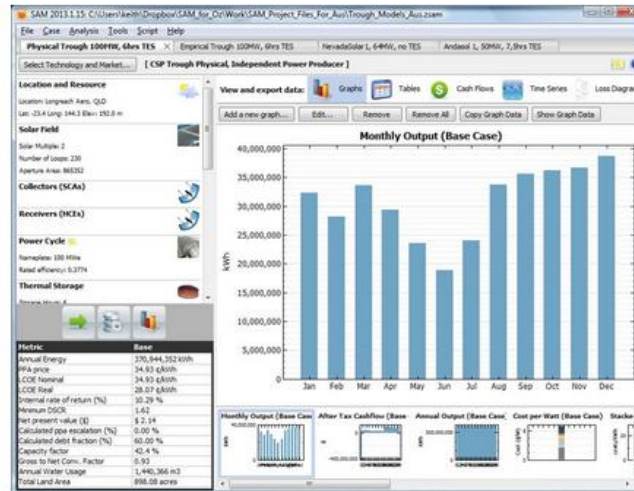 SAM 2013.1.15: C:\Users\keith\Dropbox\SAM_for_Oz\Work\SAM_Project_Files_For_Aus\Trough_Models_Aus.zsam
File Case Analysis Tools Script Help
Physical Trough 100MW, 6hrs TES
Empirical Trough 100MW, 6hrs TES
NevadaSolar 1, 64MW, no TES
Andasol 1, 50MW, 7.5hrs TES
Select Technology and Market...
[ CSP Trough Physical, Independent Power Producer ]
Location and Resource
Location: Longreach Aero, QLD
Lat: -23.4 Long: 144.3 Elev: 192.0 m
Solar Field
Solar Multiple: 2
Number of Loops: 230
Aperture Area: 865352
Collectors (SCAs)
Receivers (HCEs)
Power Cycle
Nameplate: 100 MWe
Rated efficiency: 0.3774
Thermal Storage
Storage Hours: 6
Metric Base
Annual Energy 370,944,352 kWh
PPA price 34.93 ¢/kWh
LCOE Nominal 34.93 ¢/kWh
LCOE Real 28.07 ¢/kWh
Internal rate of return (%) 10.29 %
Minimum DSCR 1.62
Net present value ($) $ 2.14
Calculated ppa escalation (%) 0.00 %
Calculated debt fraction (%) 60.00 %
Capacity factor 42.4 %
Gross to Net Conv. Factor 0.93
Annual Water Usage 1,440,366 m3
Total Land Area 898.08 acres
View and export data:
Graphs
Tables
Cash Flows
Time Series
Loss Diagra
Add a new graph...
Edit...
Remove
Remove All
Copy Graph Data
Show Graph Data
Monthly Output (Base Case)
40,000,000
35,000,000
30,000,000
25,000,000
20,000,000
15,000,000
10,000,000
5,000,000
0
kWh
Jan Feb Mar Apr May Jun Jul Aug Sep Oct Nov Dec
Monthly Output (Base Case
After Tax Cashflow (Base
Annual Output (Base Case)
Cost per Watt (Base Case)
Stacke